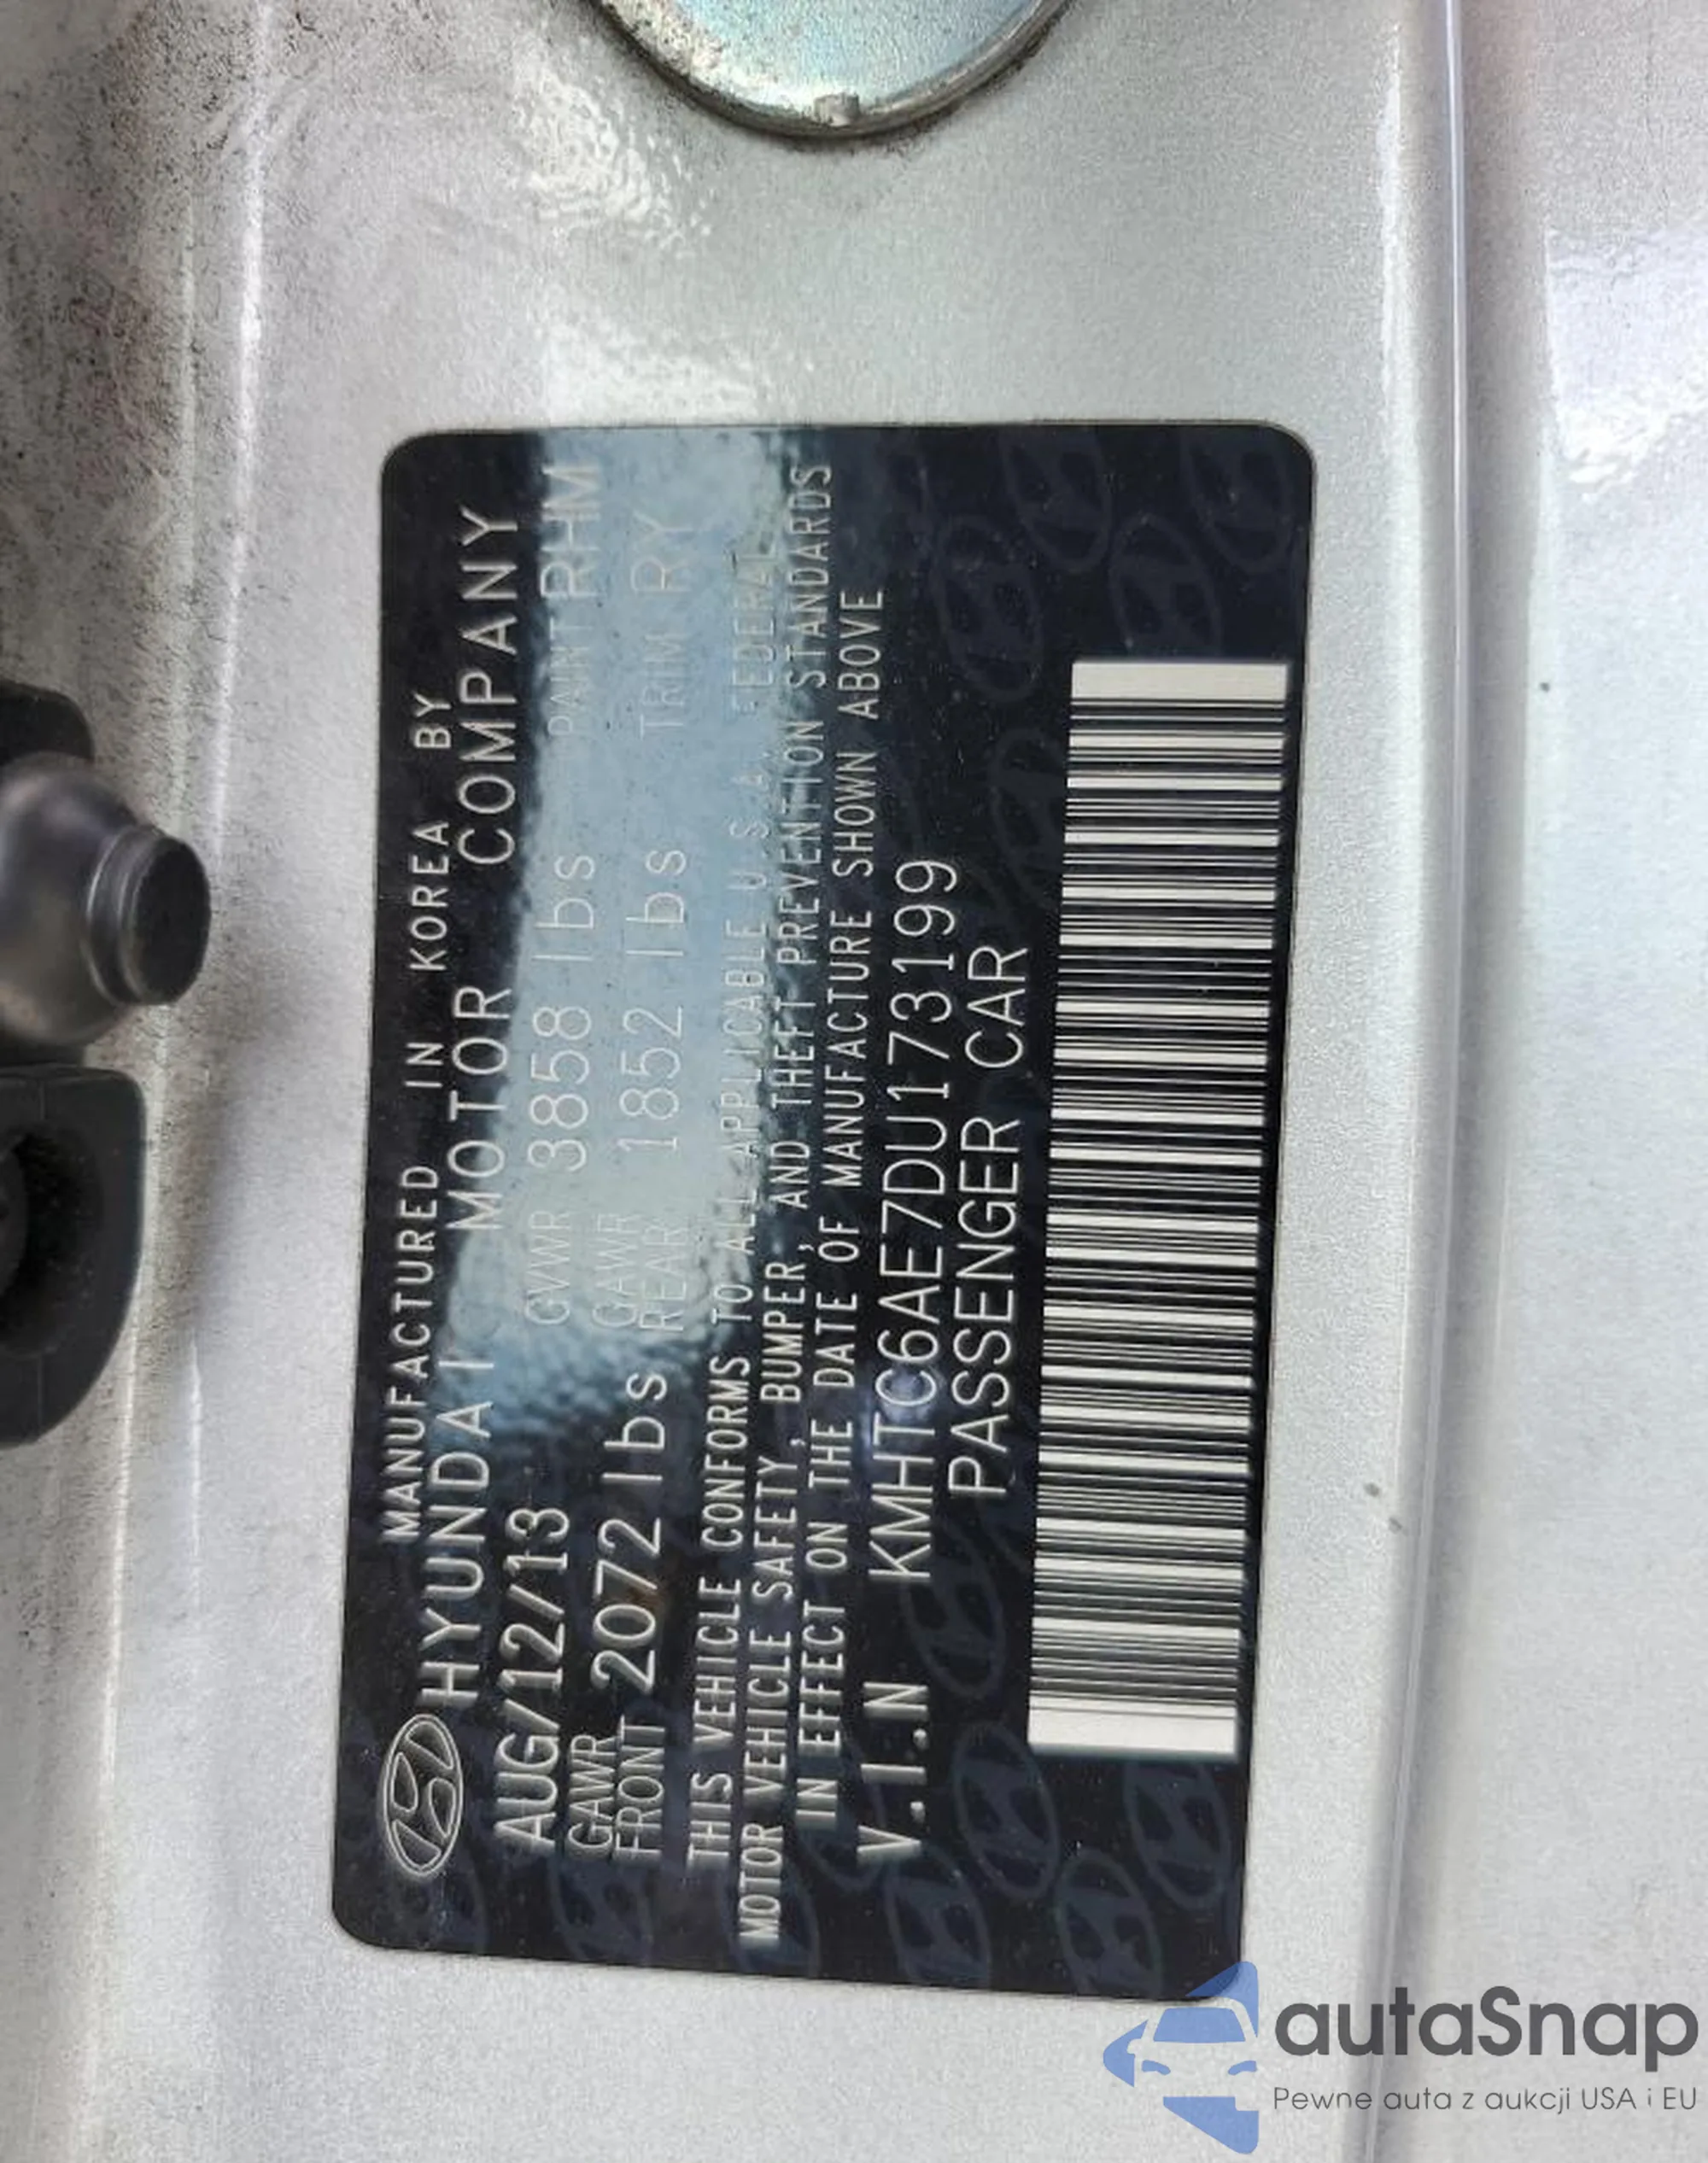 MANUFACTURED IN KOREA BY
HYUNDAI MOTOR COMPANY
AUG/12/13 GVWR 3858 lbs PAINT RHM
GAWR FRONT 2072 lbs GAWR REAR 1852 lbs TRIM RY
THIS VEHICLE CONFORMS TO ALL APPLICABLE U.S.A. FEDERAL
MOTOR VEHICLE SAFETY, BUMPER, AND THEFT PREVENTION STANDARDS
IN EFFECT ON THE DATE OF MANUFACTURE SHOWN ABOVE
V.I.N KMHTC6AE7DU173199
PASSENGER CAR
autaSnap
Pewne auta z aukcji USA i EU